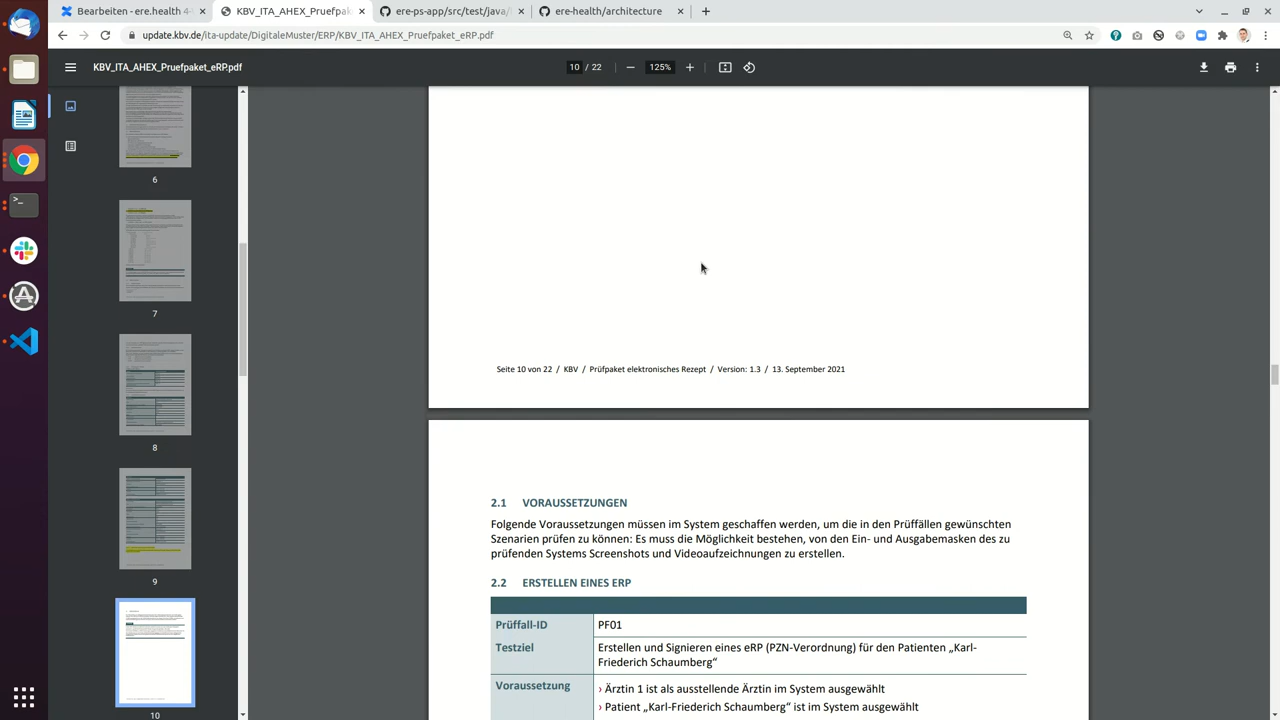 Bearbeiten - ere.health 4-
KBV_ITA_AHEX_Pruefpake
ere-ps-app/src/test/java/
ere-health/architecture
update.kbv.de/ita-update/DigitaleMuster/ERP/KBV_ITA_AHEX_Pruefpaket_eRP.pdf
KBV_ITA_AHEX_Pruefpaket_eRP.pdf
10 / 22
125%
6
7
8
9
10
Seite 10 von 22 / KBV / Prüfpaket elektronisches Rezept / Version: 1.3 / 13. September 2021
2.1 VORAUSSETZUNGEN
Folgende Voraussetzungen müssen im System geschaffen werden, um die in den Prüffällen gewünschten
Szenarien prüfen zu können: Es muss die Möglichkeit bestehen, von den Ein- und Ausgabemasken des zu
prüfenden Systems Screenshots und Videoaufzeichnungen zu erstellen.
2.2 ERSTELLEN EINES ERP
Prüffall-ID PF01
Testziel Erstellen und Signieren eines eRP (PZN-Verordnung) für den Patienten „Karl-
Friederich Schaumberg“
Voraussetzung › Ärztin 1 ist als ausstellende Ärztin im System ausgewählt
› Patient „Karl-Friederich Schaumberg“ ist im System ausgewählt